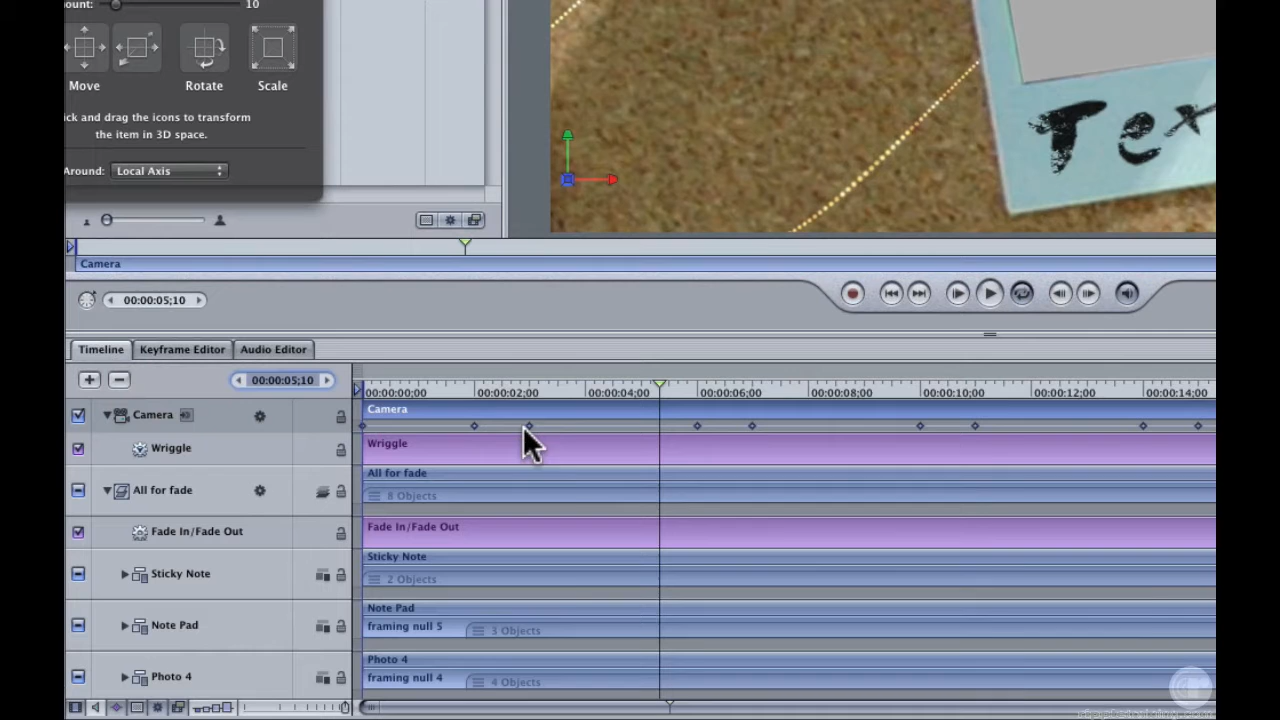 ount: 10
Move Rotate Scale
ick and drag the icons to transform
the item in 3D space.
Around: Local Axis
Tex
Camera
00:00:05;10
Timeline Keyframe Editor Audio Editor
00:00:05;10
00:00:00;00 00:00:02;00 00:00:04;00 00:00:06;00 00:00:08;00 00:00:10;00 00:00:12;00 00:00:14;00
Camera Camera
Wriggle Wriggle
All for fade All for fade
8 Objects
Fade In/Fade Out Fade In/Fade Out
Sticky Note Sticky Note
2 Objects
Note Pad Note Pad
framing null 5 3 Objects
Photo 4 Photo 4
framing null 4 4 Objects